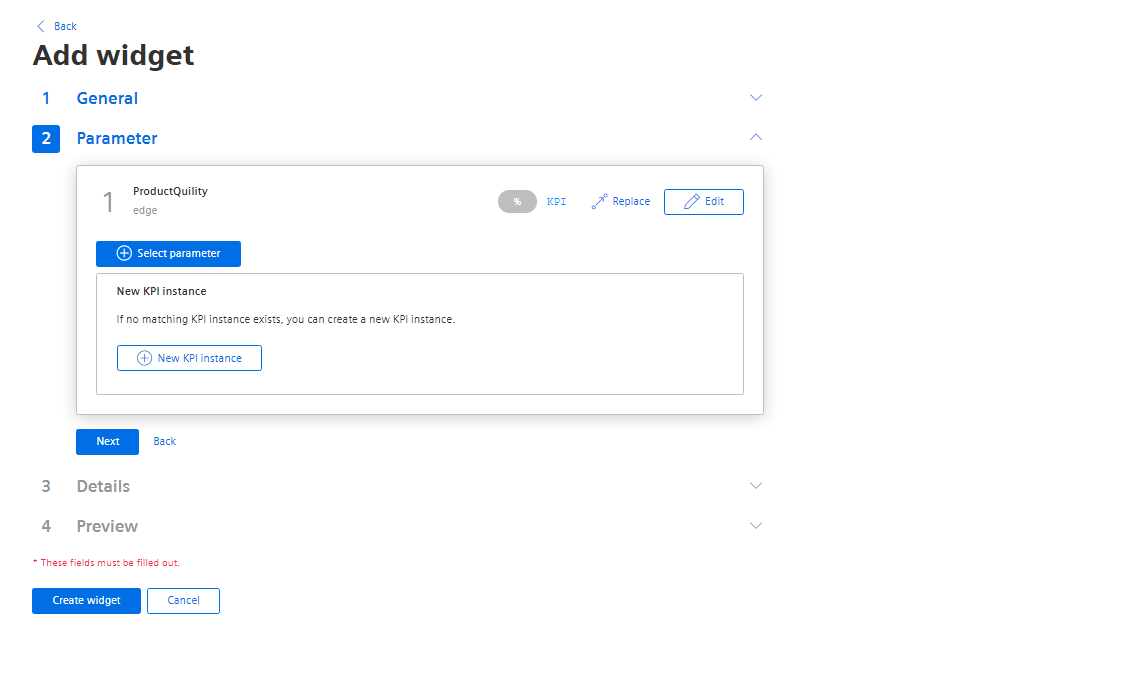 Back
Add widget
1 General
2 Parameter
1 ProductQuility
edge
% KPI Replace Edit
Select parameter
New KPI instance
If no matching KPI instance exists, you can create a new KPI instance.
New KPI instance
Next Back
3 Details
4 Preview
* These fields must be filled out.
Create widget Cancel